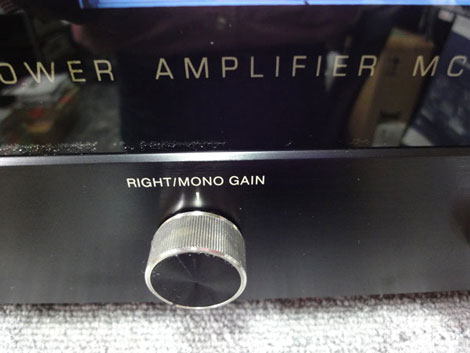 OWER AMPLIFIER MC
RIGHT/MONO GAIN